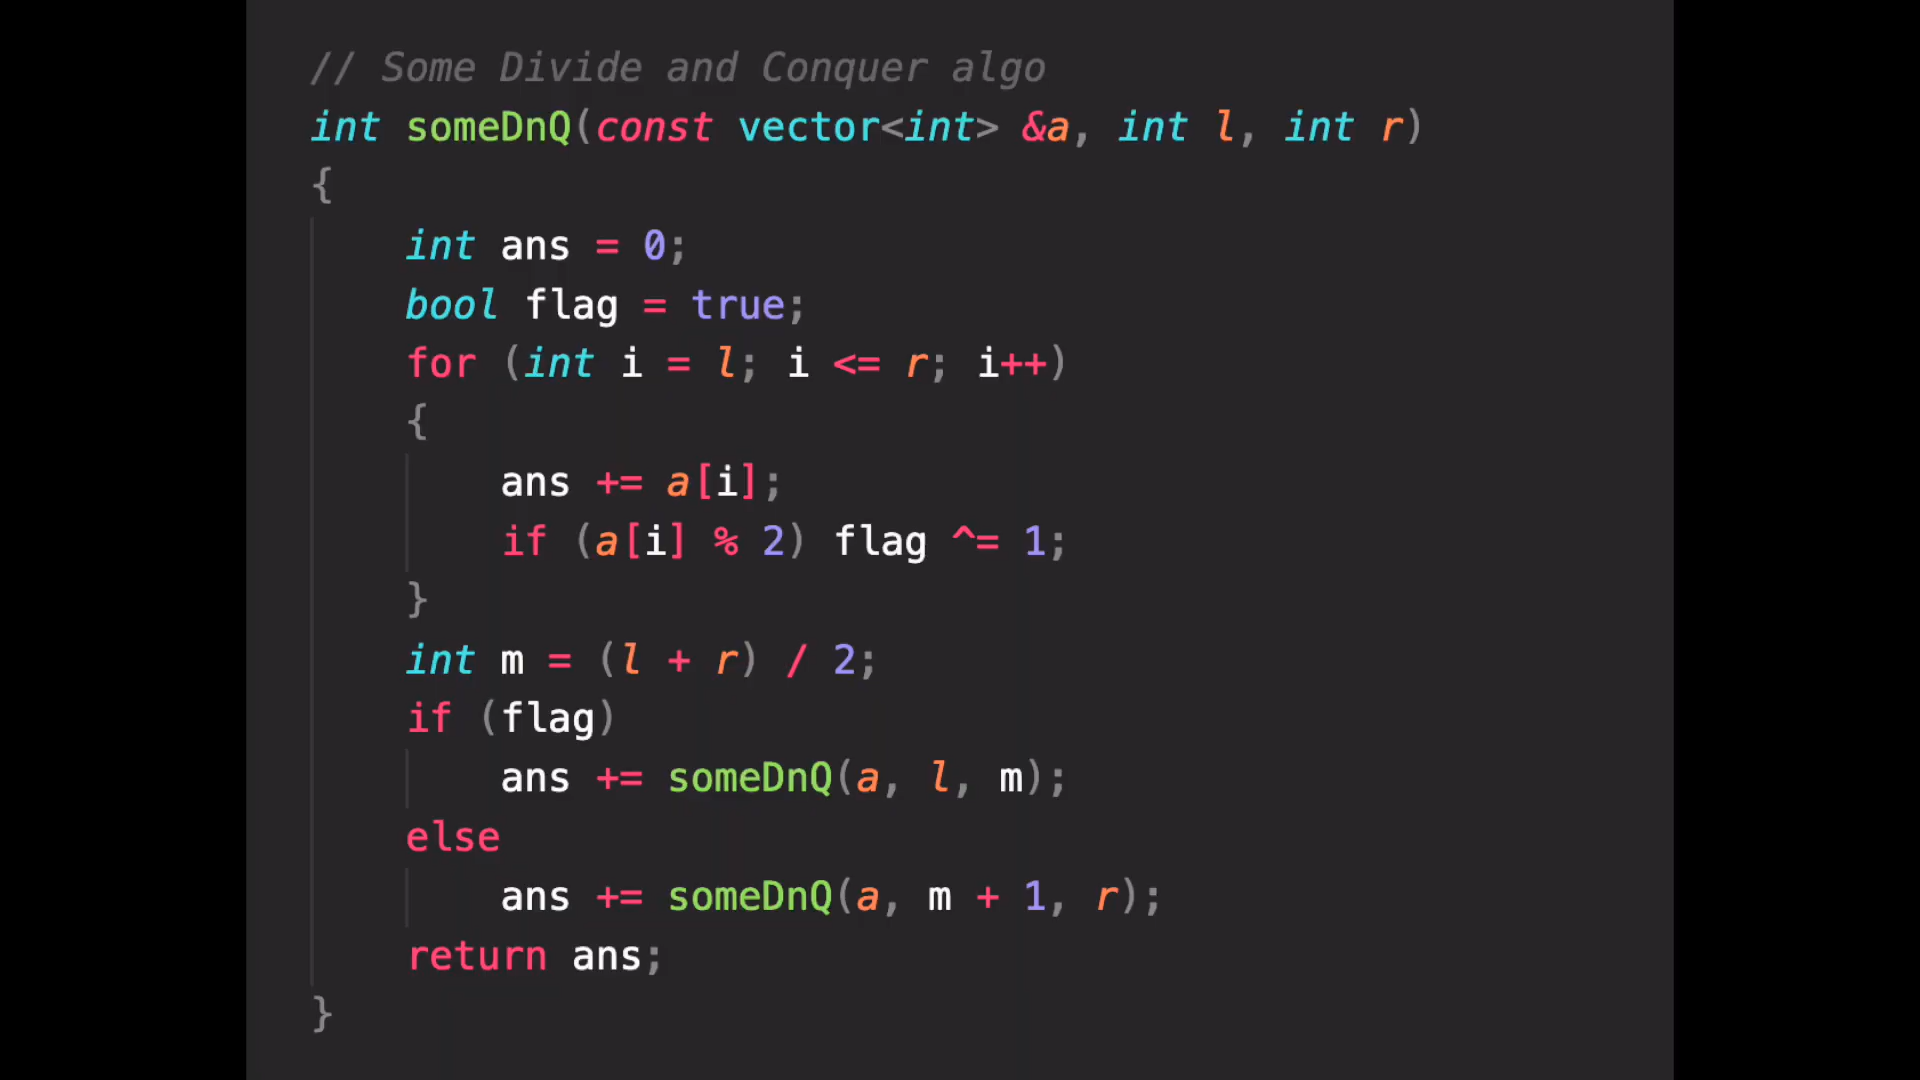 // Some Divide and Conquer algo
int someDnQ(const vector<int> &a, int l, int r)
{
int ans = 0;
bool flag = true;
for (int i = l; i <= r; i++)
{
ans += a[i];
if (a[i] % 2) flag ^= 1;
}
int m = (l + r) / 2;
if (flag)
ans += someDnQ(a, l, m);
else
ans += someDnQ(a, m + 1, r);
return ans;
}